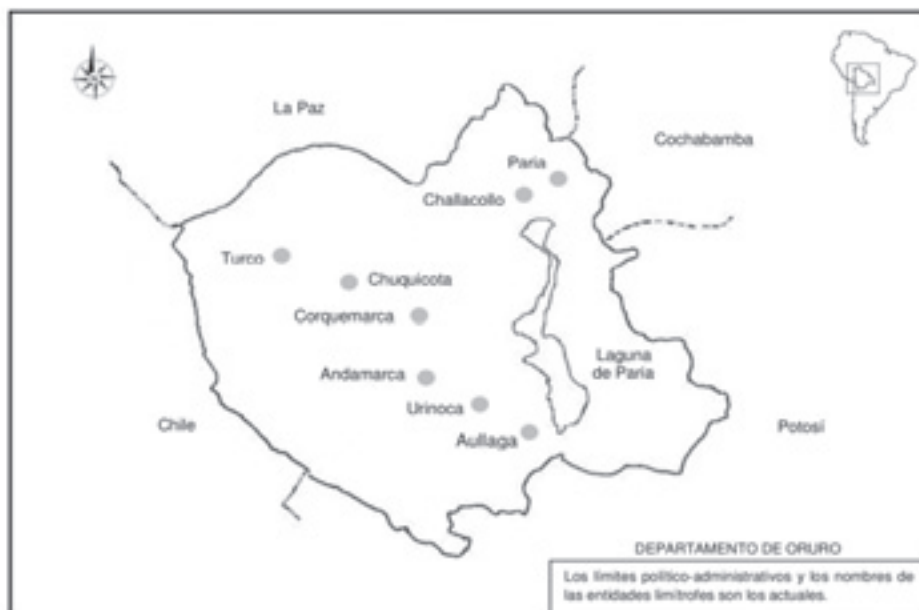 La Paz
Cochabamba
Paria
Challacollo
Turco
Chuquicota
Corquemarca
Laguna
de Paria
Andamarca
Urinoca
Chile
Aullaga
Potosí
DEPARTAMENTO DE ORURO
Los límites político-administrativos y los nombres de
las entidades limítrofes son los actuales.